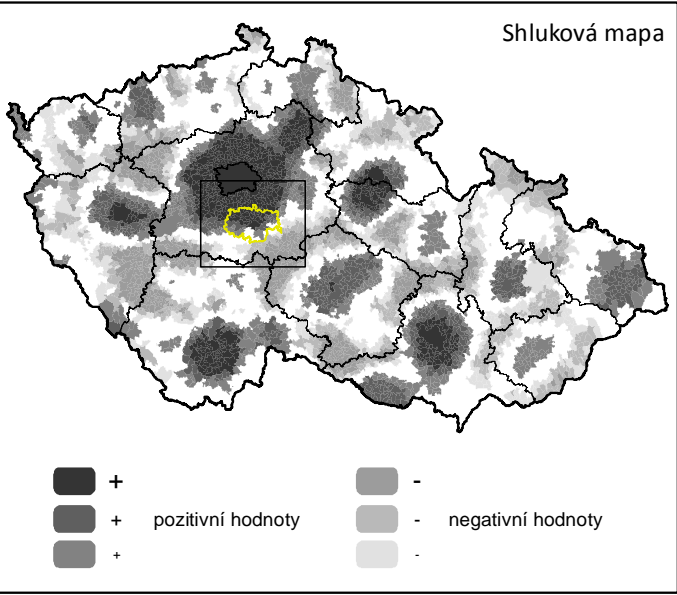 Shluková mapa
+ -
+ pozitivní hodnoty - negativní hodnoty
+ -